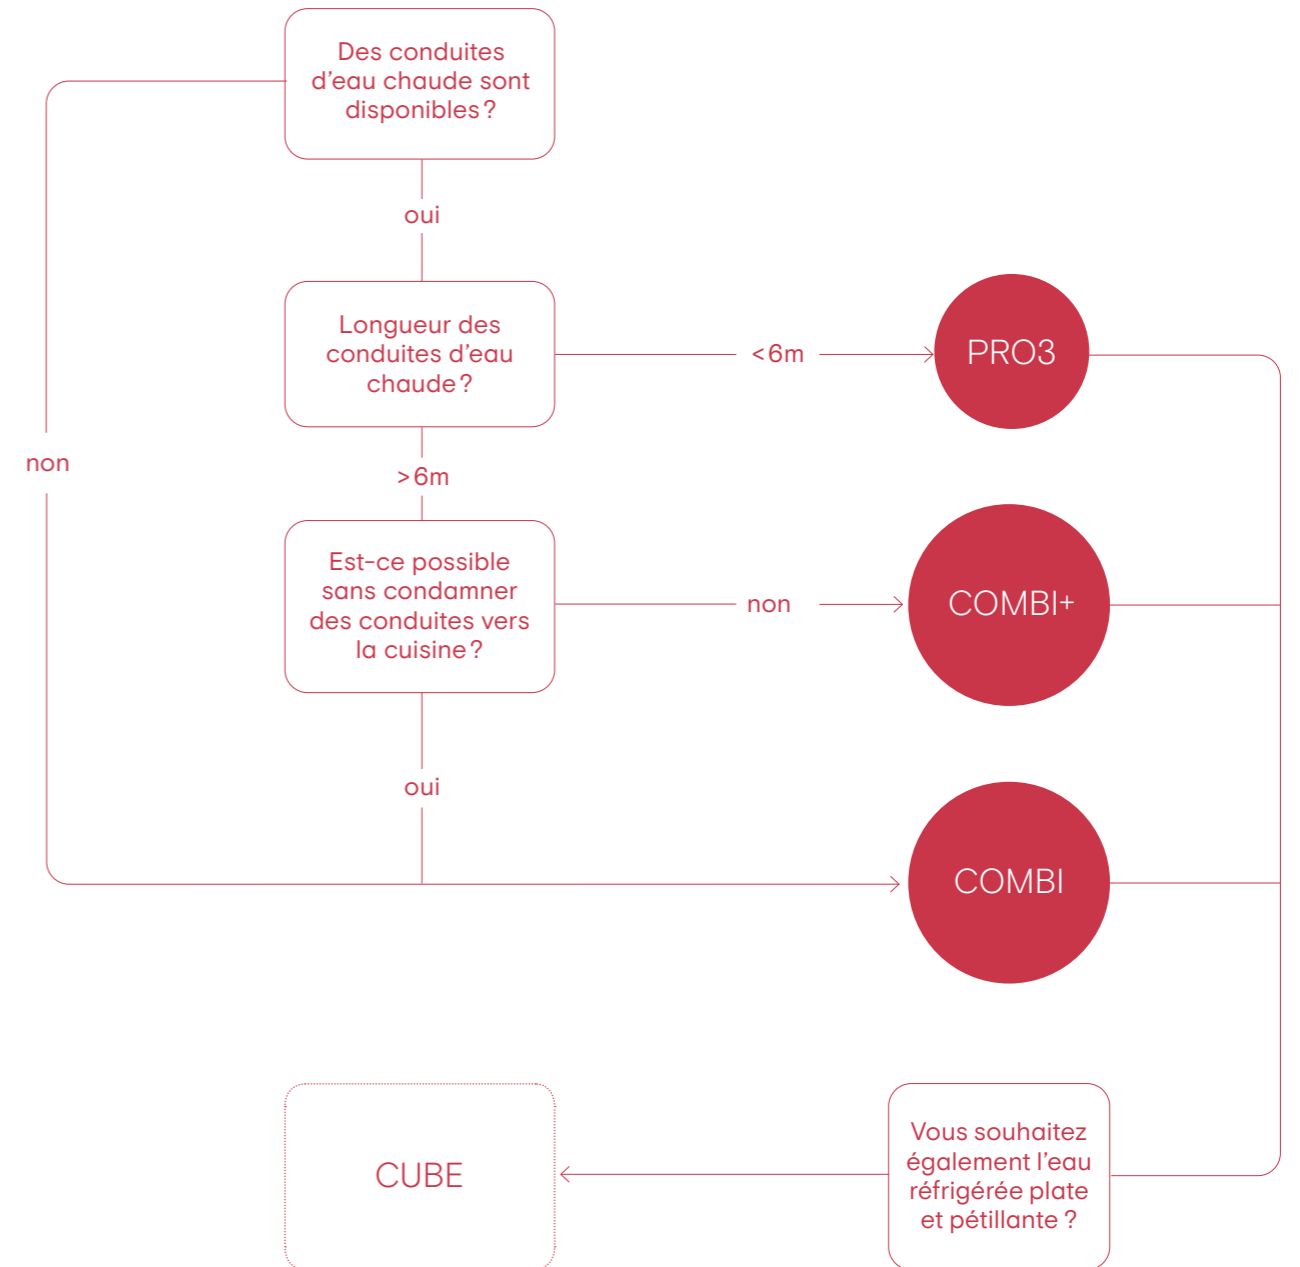 Des conduites
d'eau chaude sont
disponibles ?
oui
Longueur des
conduites d'eau
chaude ?
<6m
PRO3
non
>6m
Est-ce possible
sans condamner
des conduites vers
la cuisine ?
non
COMBI+
oui
COMBI
Vous souhaitez
également l'eau
réfrigérée plate
et pétillante ?
CUBE